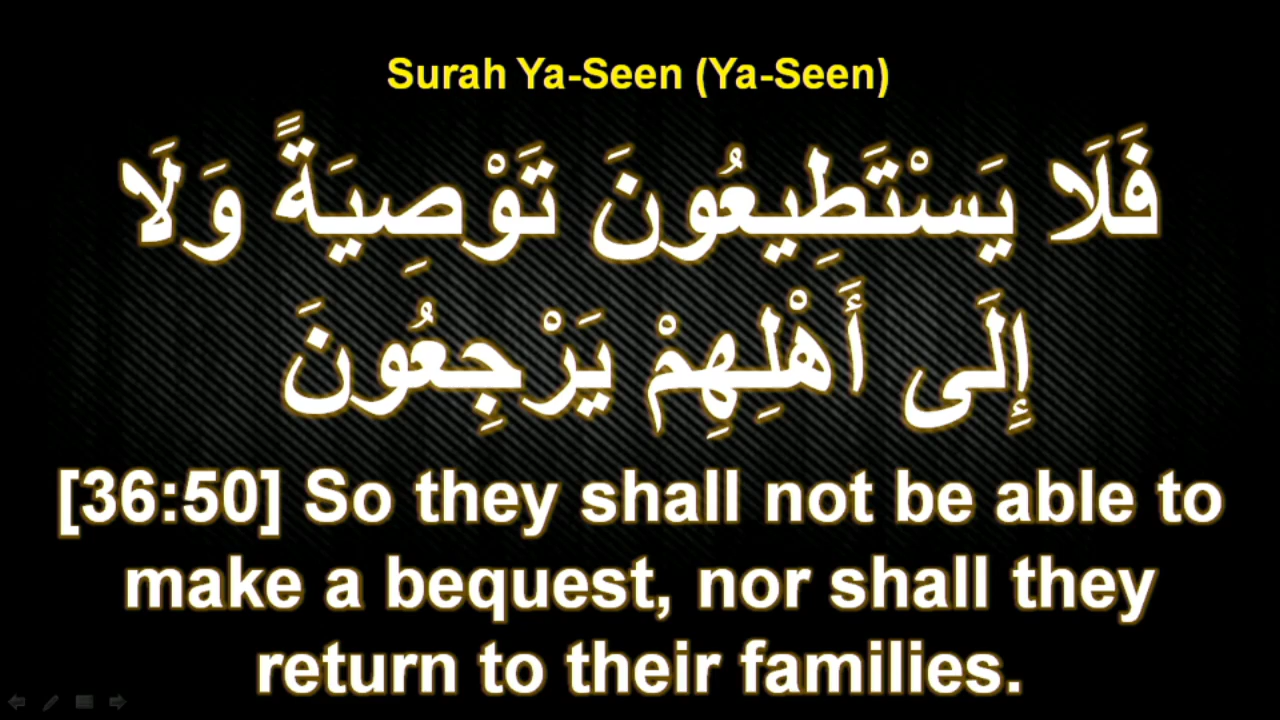 Surah Ya-Seen (Ya-Seen)
فَلَا يَسْتَطِيعُونَ تَوْصِيَةً وَلَا
إِلَى أَهْلِهِمْ يَرْجِعُونَ
[36:50] So they shall not be able to
make a bequest, nor shall they
return to their families.